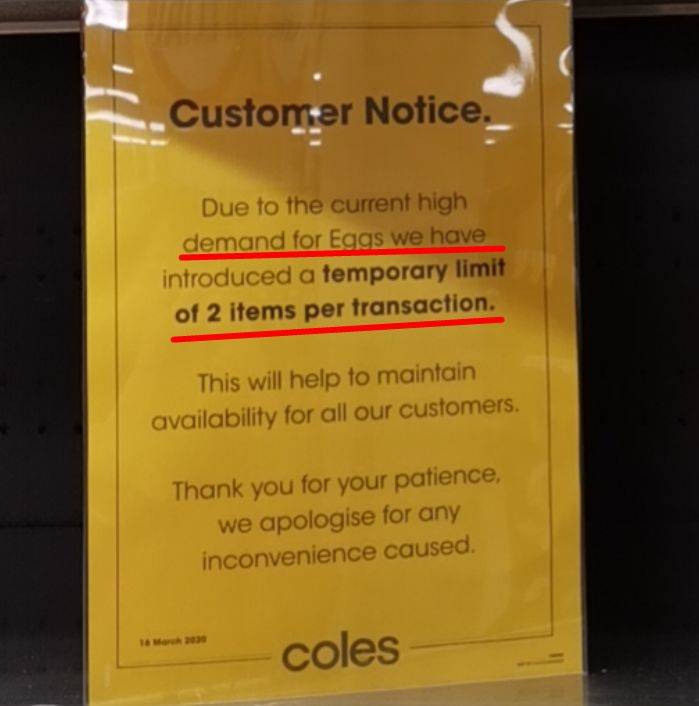 Customer Notice.
Due to the current high
demand for Eggs we have
introduced a temporary limit
of 2 items per transaction.
This will help to maintain
availability for all our customers.
Thank you for your patience,
we apologise for any
inconvenience caused.
16 March 2020
coles